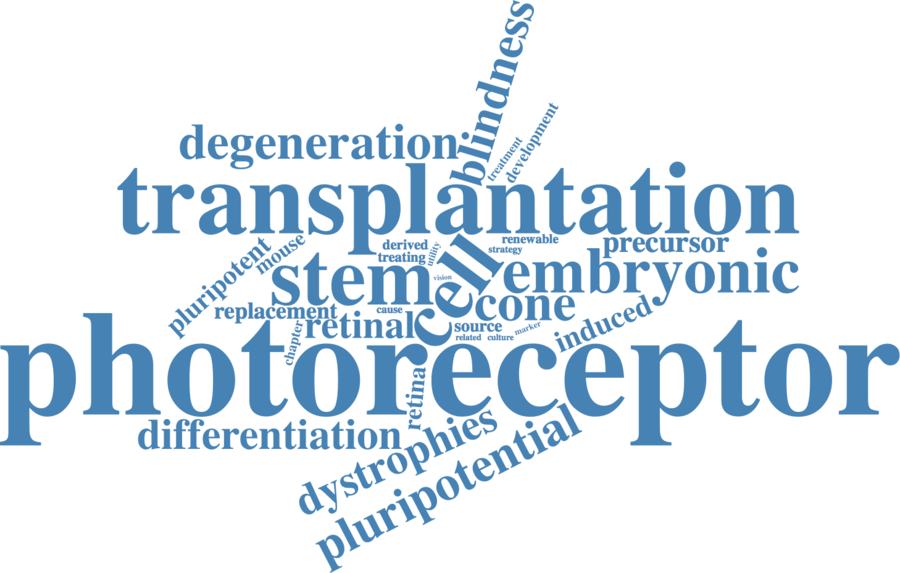 blindness
development
treatment
degeneration
transplantation
derived
renewable
precursor
mouse
treating
utility
strategy
pluripotent
stem
vision
cell
embryonic
replacement
cause
cone
retinal
source
marker
induced
chapter
related
culture
photoreceptor
retina
differentiation
dystrophies
pluripotential